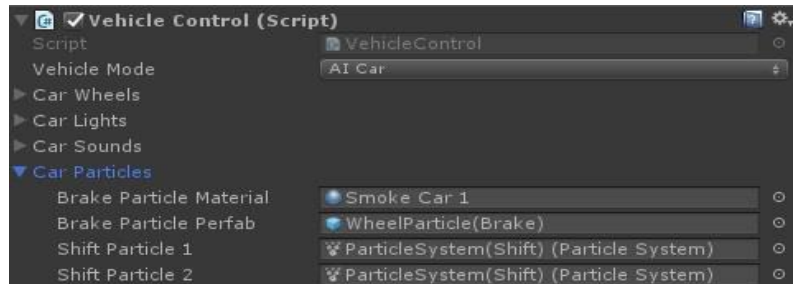 Vehicle Control (Script)
Script VehicleControl
Vehicle Mode AI Car
Car Wheels
Car Lights
Car Sounds
Car Particles
Brake Particle Material Smoke Car 1
Brake Particle Perfab WheelParticle(Brake)
Shift Particle 1 ParticleSystem(Shift) (Particle System)
Shift Particle 2 ParticleSystem(Shift) (Particle System)